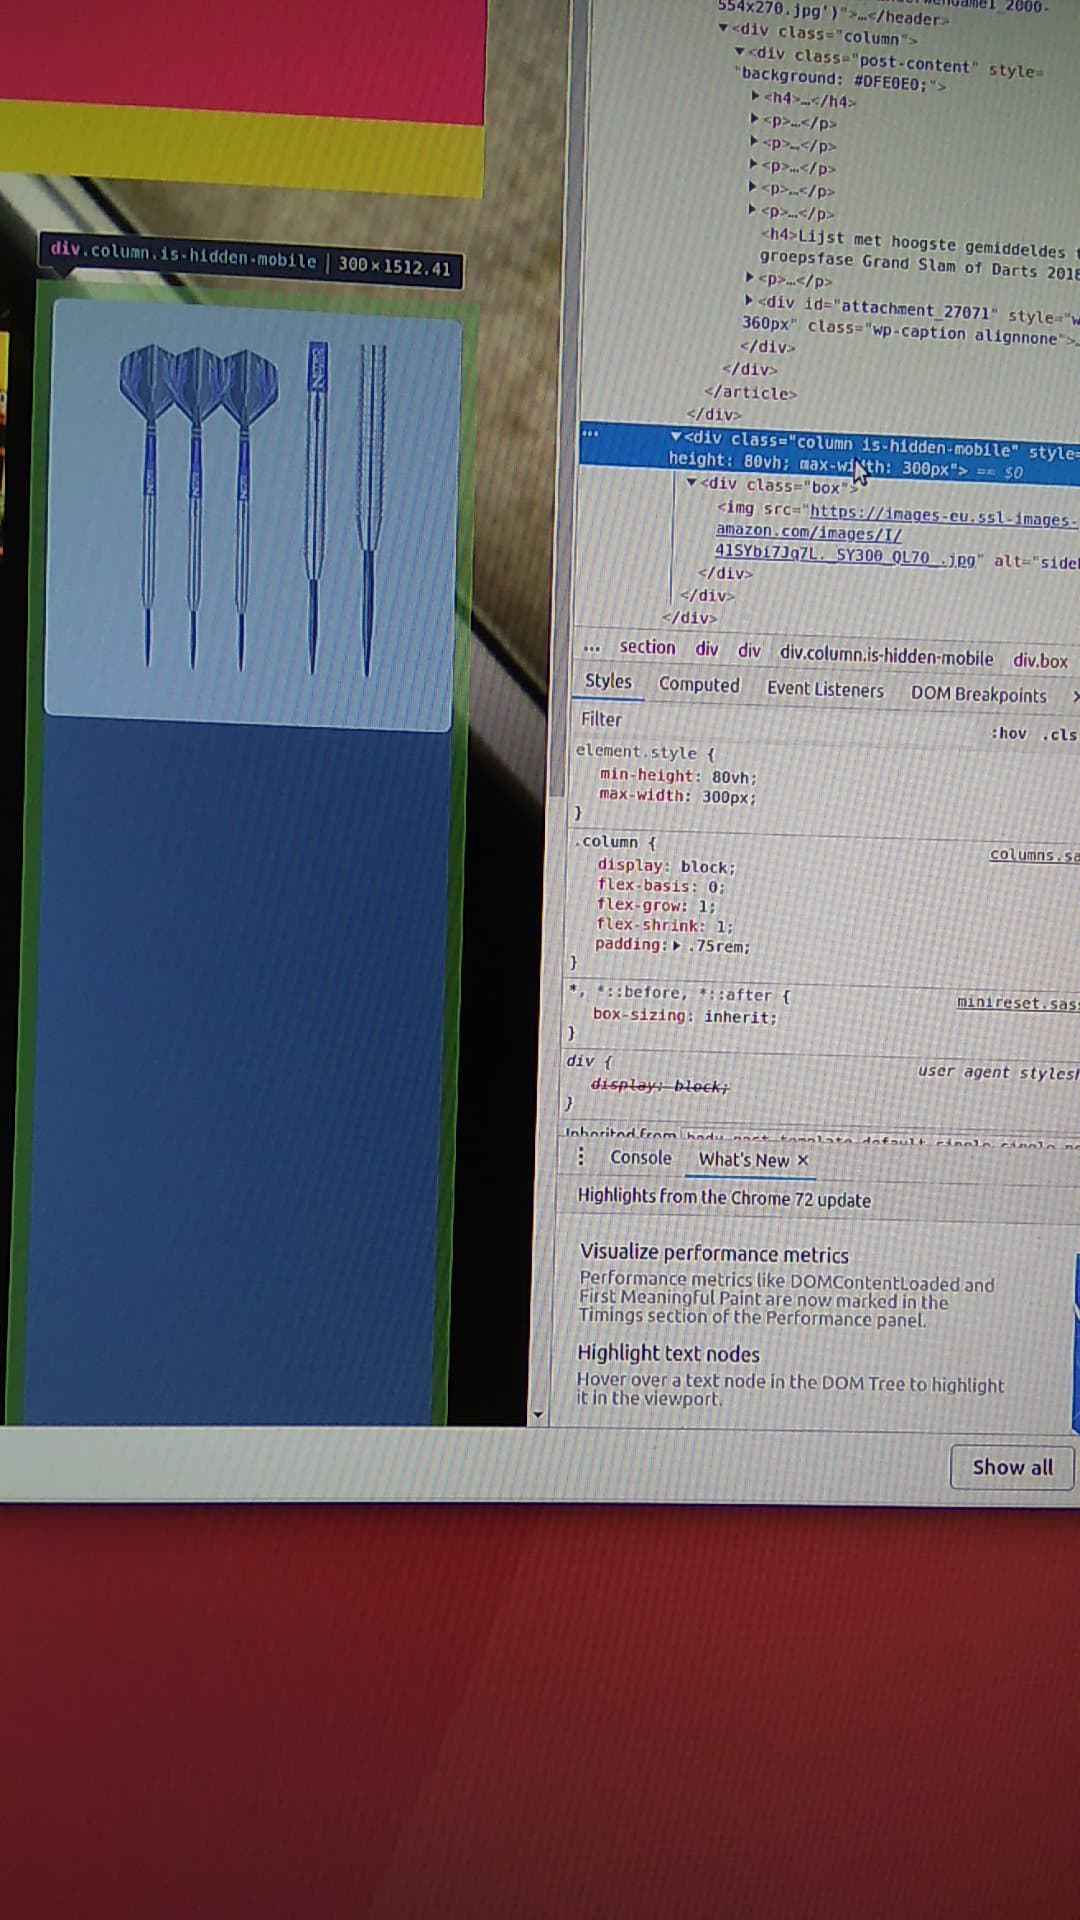 554x270.jpg')">…</header>
▼<div class="column">
▼<div class="post-content" style=
"background: #DFE0E0;">
▶<h4>…</h4>
▶<p>…</p>
▶<p>…</p>
▶<p>…</p>
▶<p>…</p>
▶<p>…</p>
<h4>Lijst met hoogste gemiddeldes
groepsfase Grand Slam of Darts 2018
▶<p>…</p>
▶<div id="attachment_27071" style="w
360px" class="wp-caption alignnone">…
</div>
</div>
</article>
</div>
…
▼<div class="column is-hidden-mobile" style=
height: 80vh; max-width: 300px"> == $0
▼<div class="box">
<img src="https://images-eu.ssl-images-
amazon.com/images/I/
41SYbi7Jq7L._SY300_QL70_.jpg" alt="side
</div>
</div>
</div>
div.column.is-hidden-mobile | 300×1512.41
… section div div div.column.is-hidden-mobile div.box
Styles Computed Event Listeners DOM Breakpoints
Filter :hov .cls
element.style {
min-height: 80vh;
max-width: 300px;
}
.column { columns.sa
display: block;
flex-basis: 0;
flex-grow: 1;
flex-shrink: 1;
padding:▶ .75rem;
}
*, *::before, *::after { minireset.sas
box-sizing: inherit;
}
div { user agent styles
display: block;
}
Inherited from
⋮ Console What's New ×
Highlights from the Chrome 72 update
Visualize performance metrics
Performance metrics like DOMContentLoaded and
First Meaningful Paint are now marked in the
Timings section of the Performance panel.
Highlight text nodes
Hover over a text node in the DOM Tree to highlight
it in the viewport.
Show all